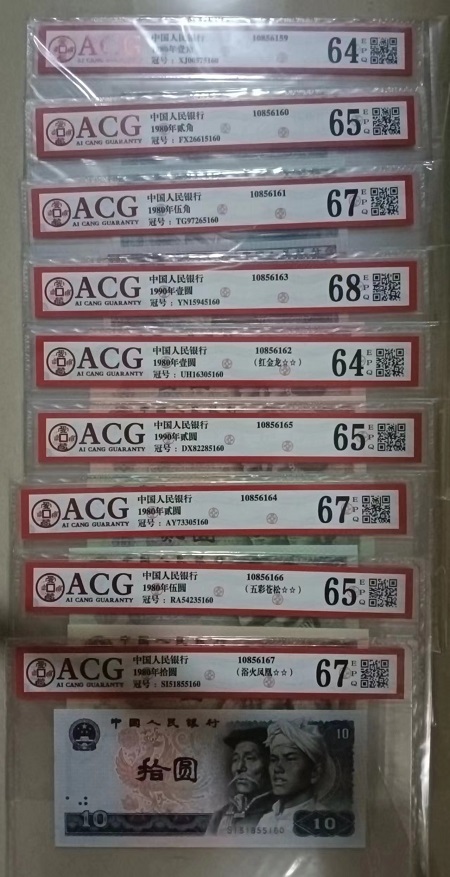 ACG
AI CANG GUARANTY
10856159
64 EPQ
ACG
AI CANG GUARANTY
中国人民银行 10856160
1980年贰角
冠号：FX26615160
65 EPQ
ACG
AI CANG GUARANTY
中国人民银行 10856161
1980年伍角
冠号：TG97265160
67 EPQ
ACG
AI CANG GUARANTY
中国人民银行 10856163
1990年壹圆
冠号：YN15945160
68 EPQ
ACG
AI CANG GUARANTY
中国人民银行 10856162
1980年壹圆 (红金龙☆☆)
冠号：UH16305160
64 EPQ
ACG
AI CANG GUARANTY
中国人民银行 10856165
1990年贰圆
冠号：DX82285160
65 EPQ
ACG
AI CANG GUARANTY
中国人民银行 10856164
1980年贰圆
冠号：AY73305160
67 EPQ
ACG
AI CANG GUARANTY
中国人民银行 10856166
1980年伍圆 (五彩苍松☆☆)
冠号：RA54235160
65 EPQ
ACG
AI CANG GUARANTY
中国人民银行 10856167
1980年拾圆 (浴火凤凰☆☆)
冠号：SI51855160
67 EPQ
中国人民银行
10
拾圆
SI51855160
10 10